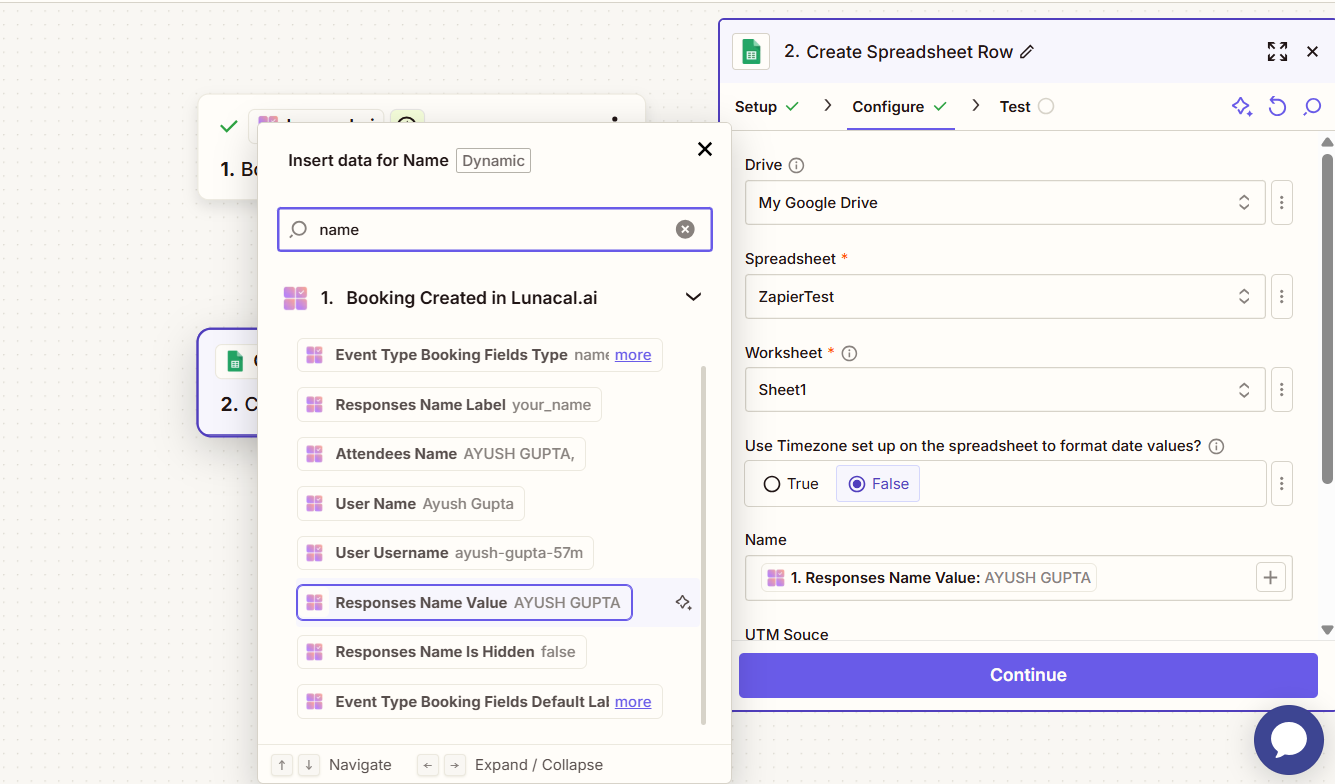 2. Create Spreadsheet Row
Setup
Configure
Test
1. Bo
2. C
Insert data for Name Dynamic
name
1. Booking Created in Lunacal.ai
Event Type Booking Fields Type name more
Responses Name Label your_name
Attendees Name AYUSH GUPTA,
User Name Ayush Gupta
User Username ayush-gupta-57m
Responses Name Value AYUSH GUPTA
Responses Name Is Hidden false
Event Type Booking Fields Default Lal more
↑ ↓ Navigate ← → Expand / Collapse
Drive
My Google Drive
Spreadsheet *
ZapierTest
Worksheet *
Sheet1
Use Timezone set up on the spreadsheet to format date values?
True
False
Name
1. Responses Name Value: AYUSH GUPTA
UTM Souce
Continue